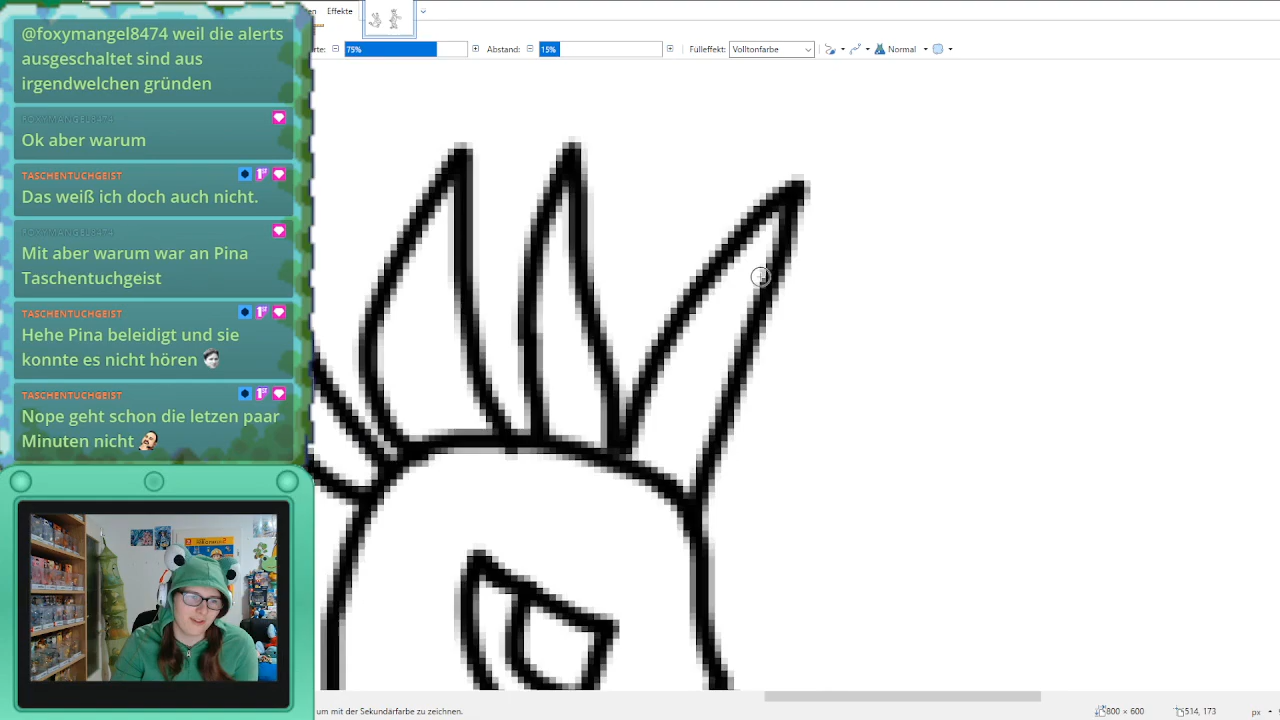 @foxymangel8474 weil die alerts
ausgeschaltet sind aus
irgendwelchen gründen
FOXYMANGEL8474
Ok aber warum
TASCHENTUCHGEIST
Das weiß ich doch auch nicht.
FOXYMANGEL8474
Mit aber warum war an Pina
Taschentuchgeist
TASCHENTUCHGEIST
Hehe Pina beleidigt und sie
konnte es nicht hören
TASCHENTUCHGEIST
Nope geht schon die letzen paar
Minuten nicht
Effekte
75%
Abstand:
15%
Fülleffekt:
Volltonfarbe
Normal
um mit der Sekundärfarbe zu zeichnen.
800 × 600
514, 173
px